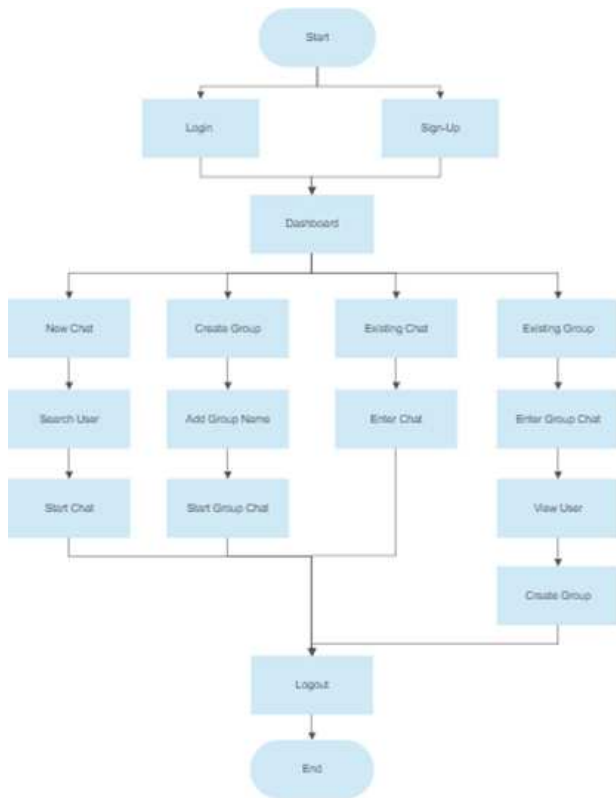 Start
Login
Sign-Up
Dashboard
New Chat
Create Group
Existing Chat
Existing Group
Search User
Add Group Name
Enter Chat
Enter Group Chat
Start Chat
Start Group Chat
View User
Create Group
Logout
End